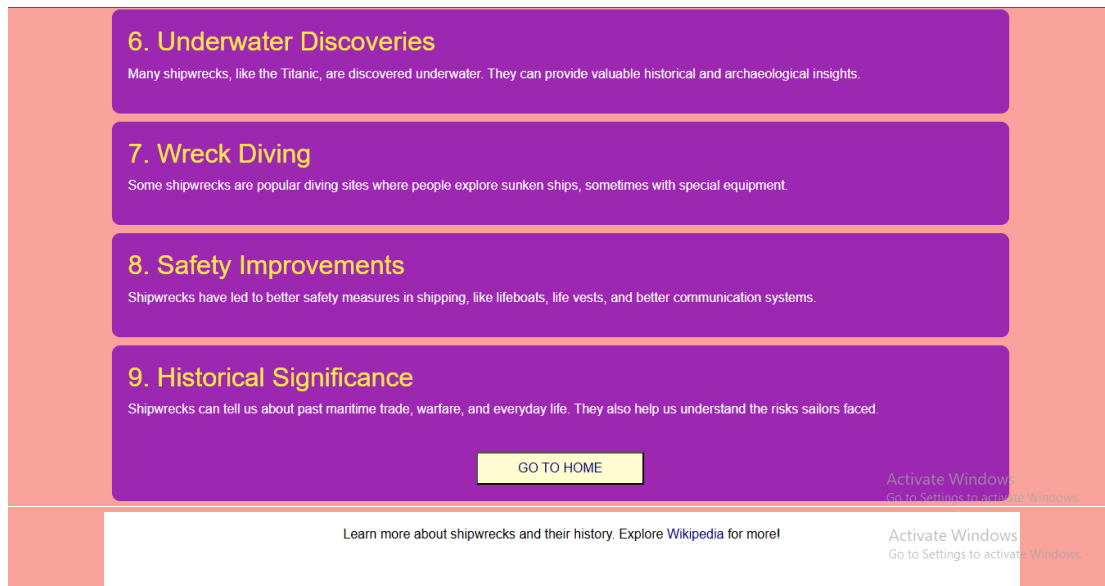 6. Underwater Discoveries
Many shipwrecks, like the Titanic, are discovered underwater. They can provide valuable historical and archaeological insights.
7. Wreck Diving
Some shipwrecks are popular diving sites where people explore sunken ships, sometimes with special equipment.
8. Safety Improvements
Shipwrecks have led to better safety measures in shipping, like lifeboats, life vests, and better communication systems.
9. Historical Significance
Shipwrecks can tell us about past maritime trade, warfare, and everyday life. They also help us understand the risks sailors faced.
GO TO HOME
Activate Windows
Go to Settings to activate Windows.
Learn more about shipwrecks and their history. Explore Wikipedia for more!
Activate Windows
Go to Settings to activate Windows.